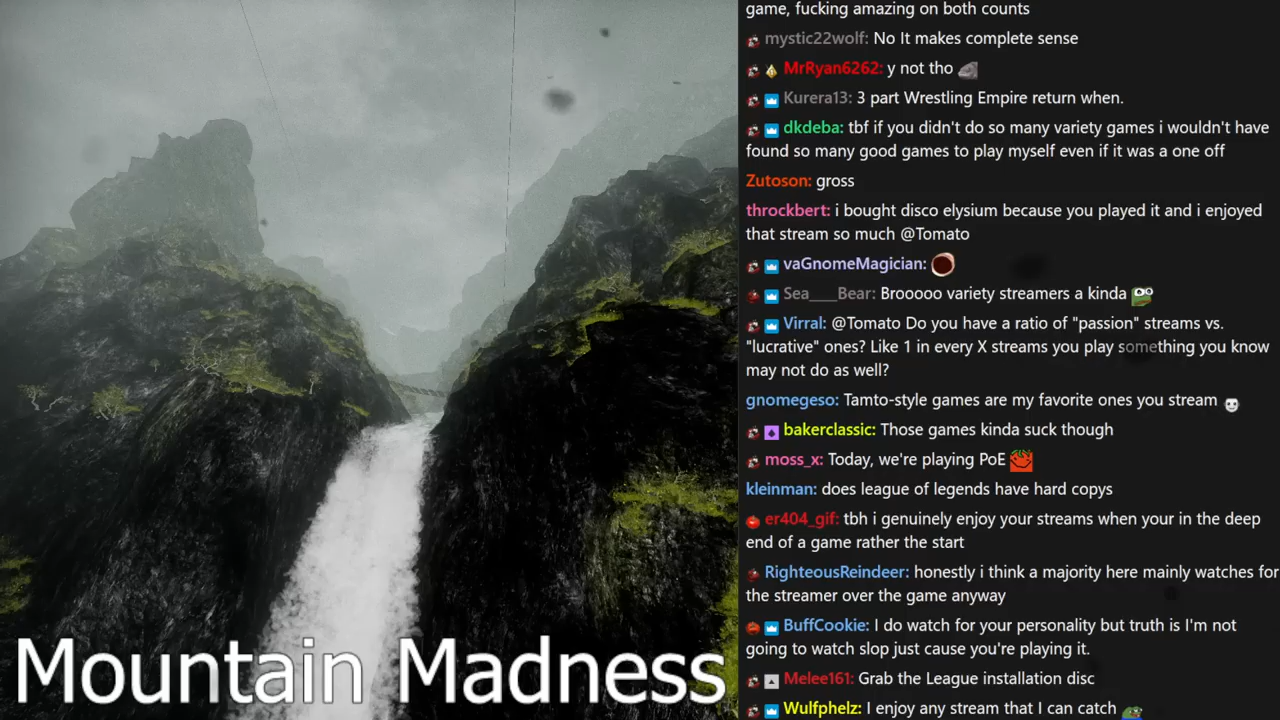 game, fucking amazing on both counts
mystic22wolf: No It makes complete sense
MrRyan6262: y not tho
Kurera13: 3 part Wrestling Empire return when.
dkdeba: tbf if you didn't do so many variety games i wouldn't have
found so many good games to play myself even if it was a one off
Zutoson: gross
throckbert: i bought disco elysium because you played it and i enjoyed
that stream so much @Tomato
vaGnomeMagician:
Sea____Bear: Brooooo variety streamers a kinda
Virral: @Tomato Do you have a ratio of "passion" streams vs.
"lucrative" ones? Like 1 in every X streams you play something you know
may not do as well?
gnomegeso: Tamto-style games are my favorite ones you stream
bakerclassic: Those games kinda suck though
moss_x: Today, we're playing PoE
kleinman: does league of legends have hard copys
er404_gif: tbh i genuinely enjoy your streams when your in the deep
end of a game rather the start
RighteousReindeer: honestly i think a majority here mainly watches for
the streamer over the game anyway
BuffCookie: I do watch for your personality but truth is I'm not
going to watch slop just cause you're playing it.
Melee161: Grab the League installation disc
Wulfphelz: I enjoy any stream that I can catch
Mountain Madness